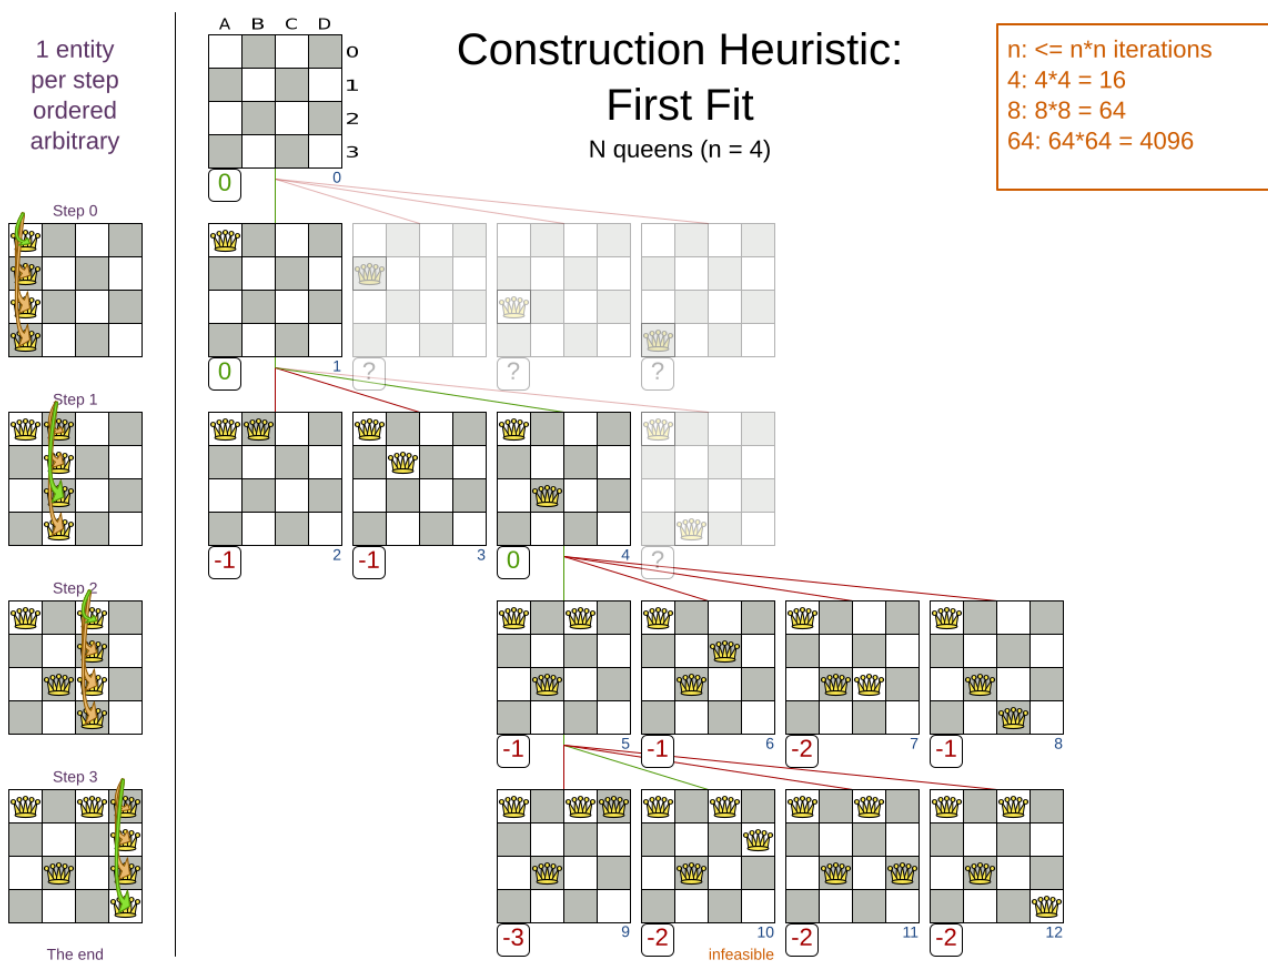 1 entity
per step
ordered
arbitrary
Construction Heuristic:
First Fit
N queens (n = 4)
n: <= n*n iterations
4: 4*4 = 16
8: 8*8 = 64
64: 64*64 = 4096
A B C D
0
1
2
3
0 0
Step 0
0 1 ? ? ?
Step 1
-1 2 -1 3 0 4 ?
Step 2
-1 5 -1 6 -2 7 -1 8
Step 3
-3 9 -2 10 -2 11 -2 12
infeasible
The end